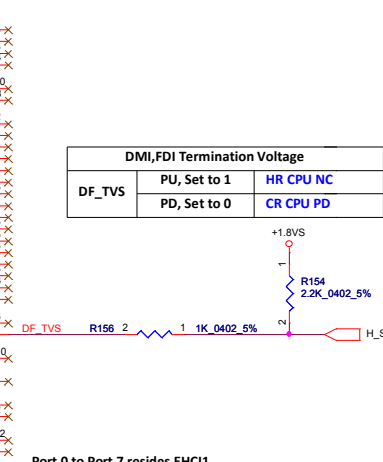 DMI,FDI Termination Voltage
DF_TVS
PU, Set to 1 HR CPU NC
PD, Set to 0 CR CPU PD
+1.8VS
1
R154
2.2K_0402_5%
2
DF_TVS R156 2 1 1K_0402_5%
Port 0 to Port 7 resides EHCI1